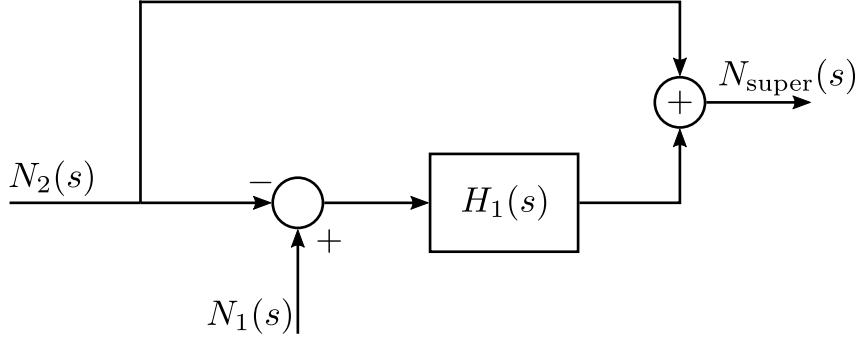 N_super(s)
+
N_2(s)
−
H_1(s)
+
N_1(s)